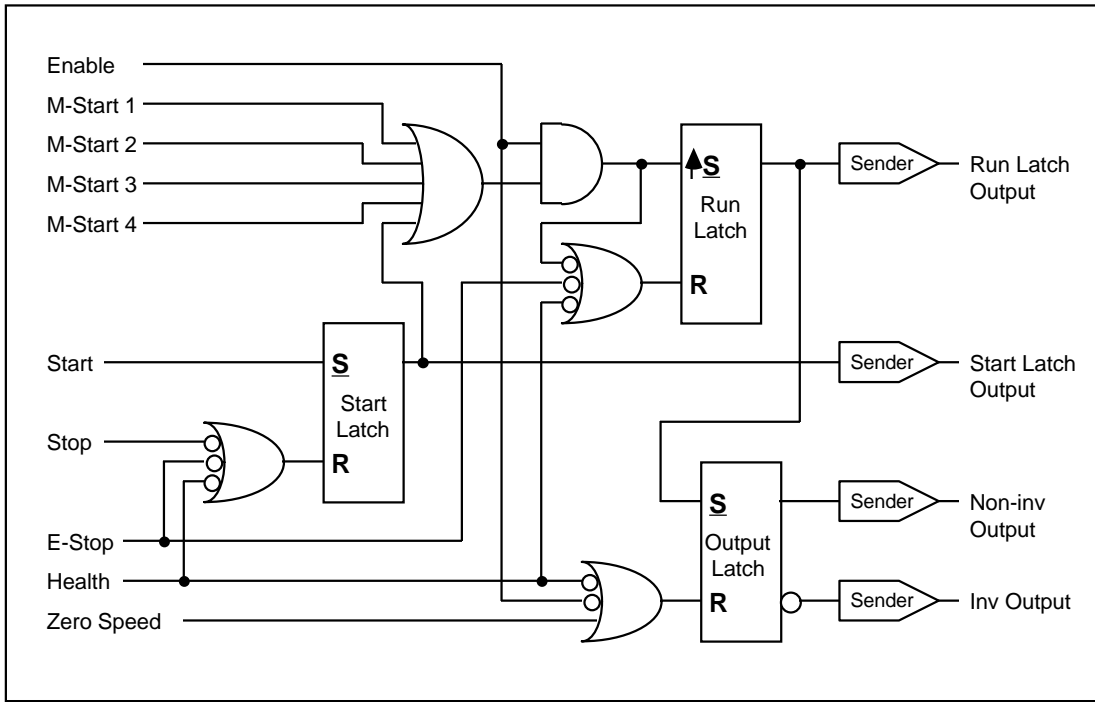 Enable
M-Start 1
M-Start 2
M-Start 3
M-Start 4
S
Run
Latch
R
Sender
Run Latch
Output
Start
S
Start
Latch
R
Sender
Start Latch
Output
Stop
E-Stop
Health
Zero Speed
S
Output
Latch
R
Sender
Non-inv
Output
Sender
Inv Output